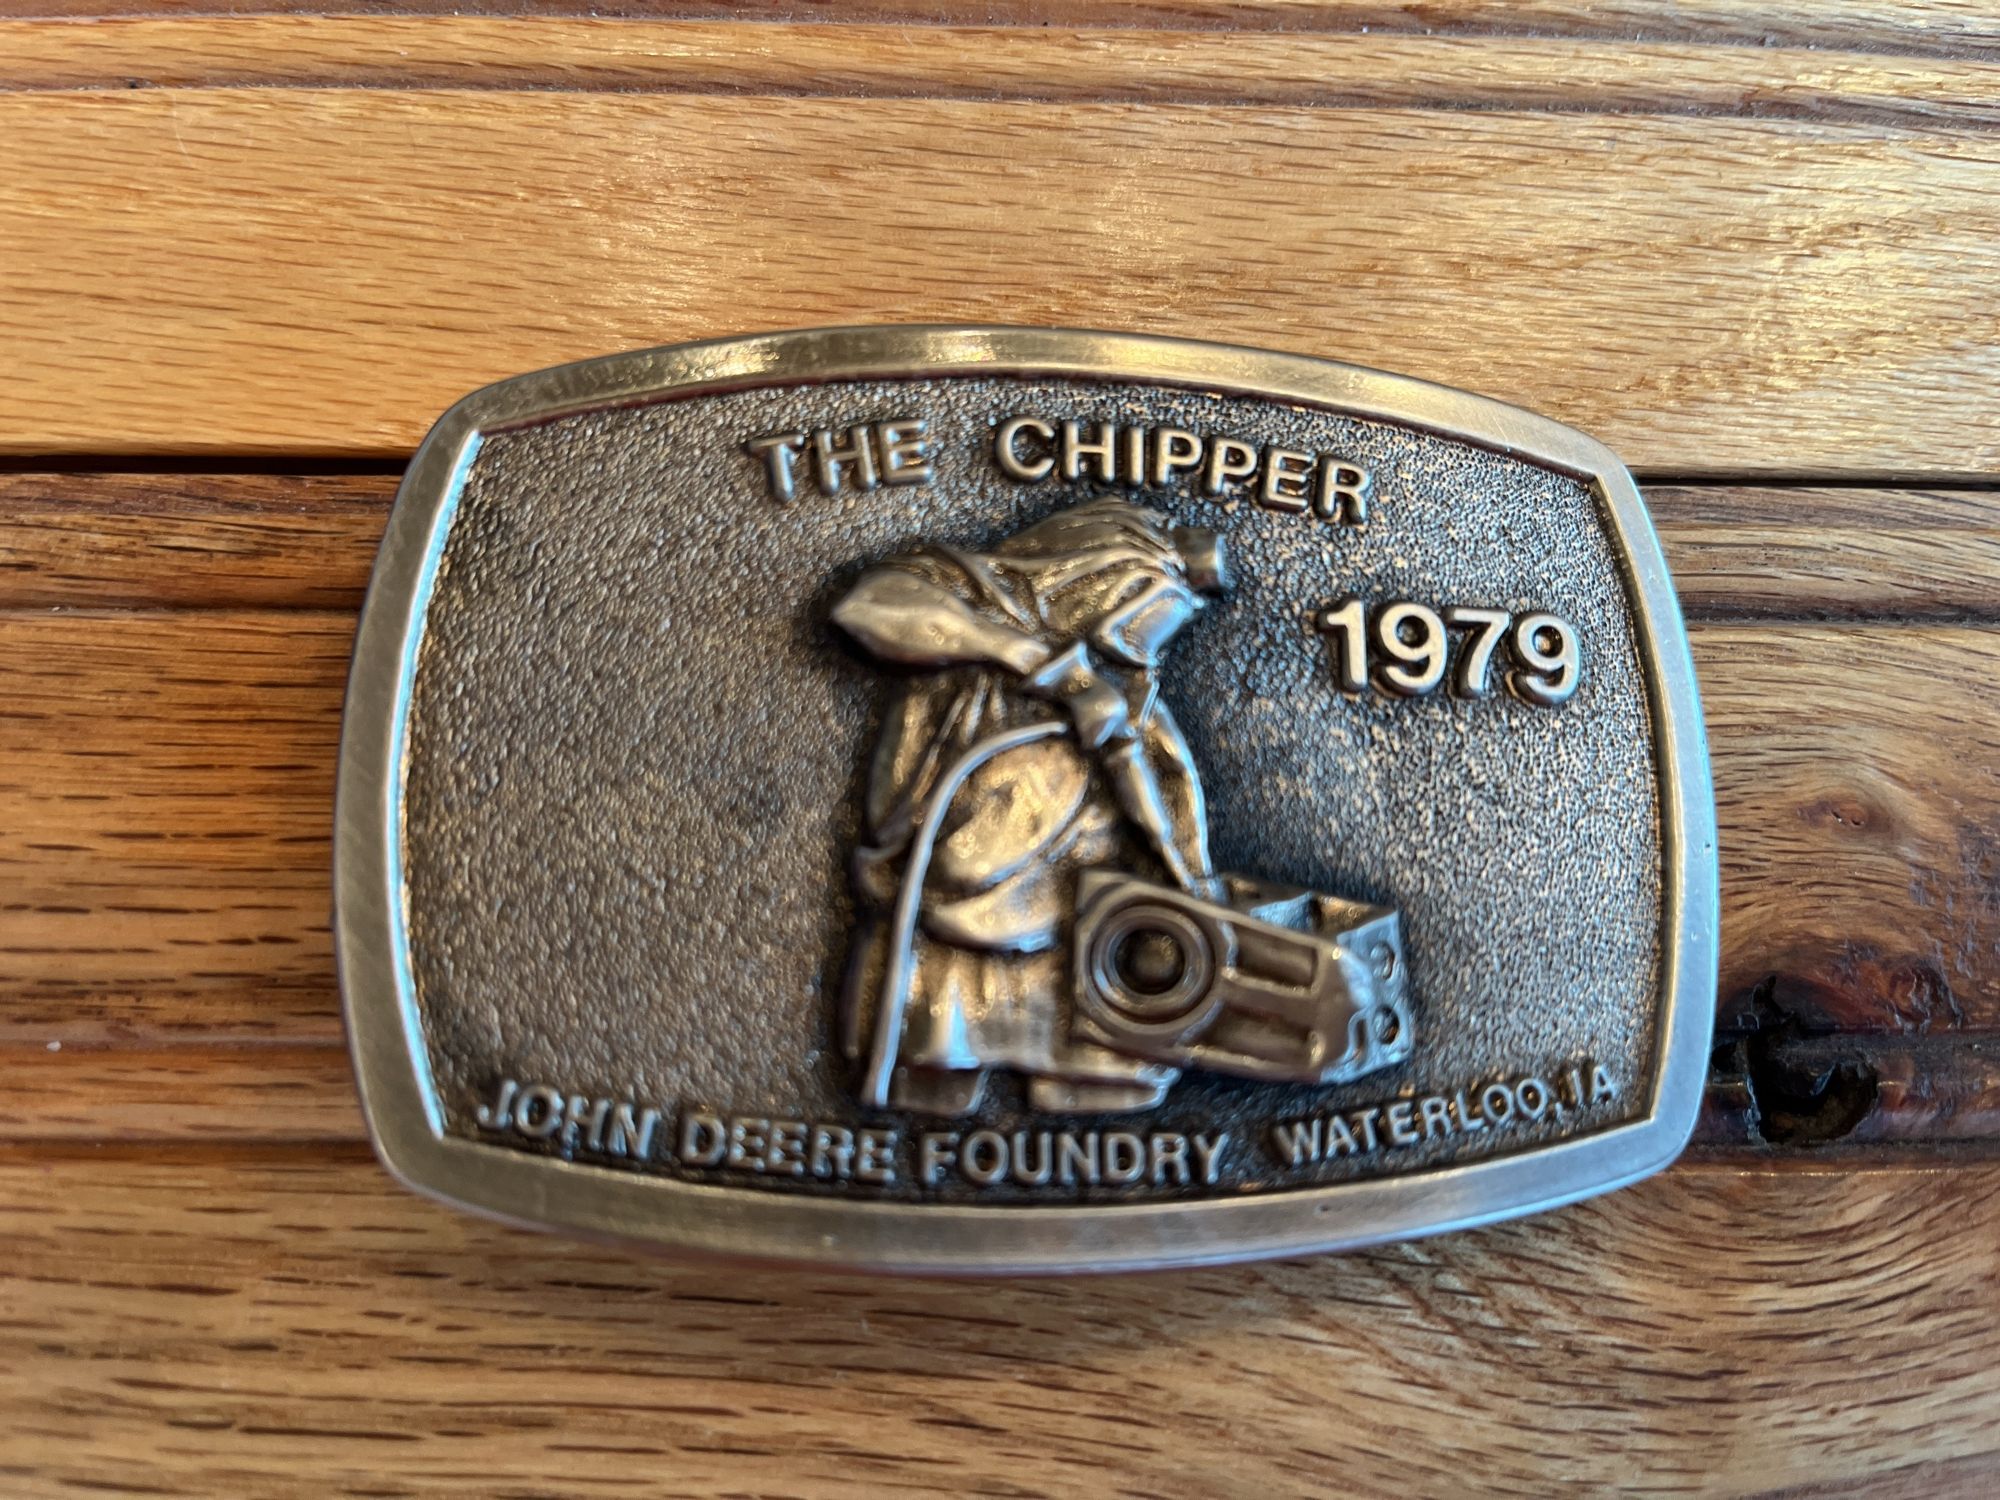 THE CHIPPER
1979
JOHN DEERE FOUNDRY WATERLOO, IA